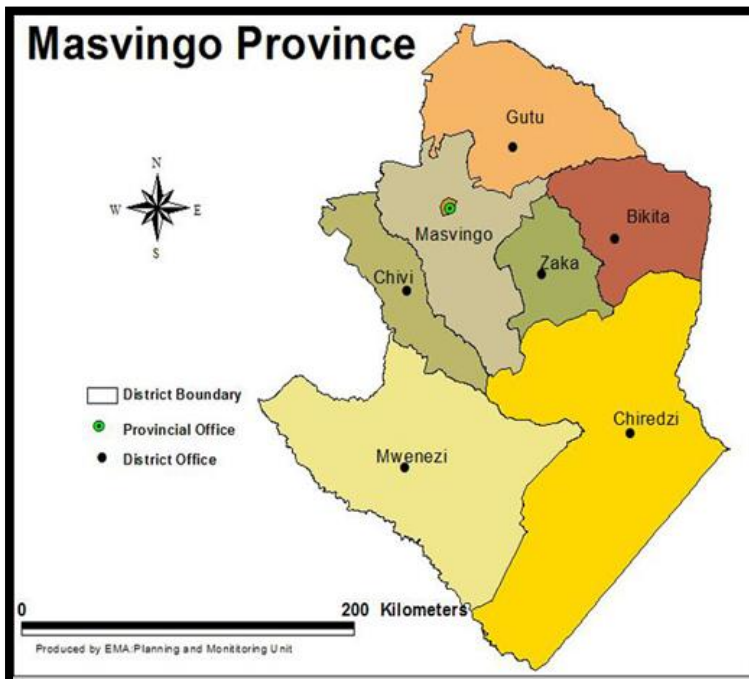 Masvingo Province
Gutu
N
W E
S
Bikita
Masvingo
Zaka
Chivi
District Boundary
Provincial Office
District Office
Chiredzi
Mwenezi
0 200 Kilometers
Produced by EMA:Planning and Monititoring Unit